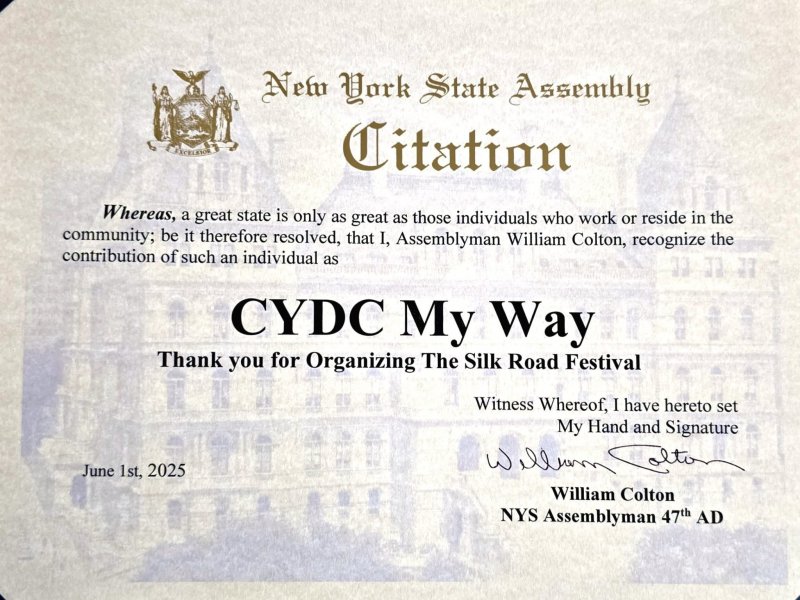 New York State Assembly
Citation
EXCELSIOR
Whereas, a great state is only as great as those individuals who work or reside in the
community; be it therefore resolved, that I, Assemblyman William Colton, recognize the
contribution of such an individual as
CYDC My Way
Thank you for Organizing The Silk Road Festival
Witness Whereof, I have hereto set
My Hand and Signature
June 1st, 2025
William Colton
William Colton
NYS Assemblyman 47th AD